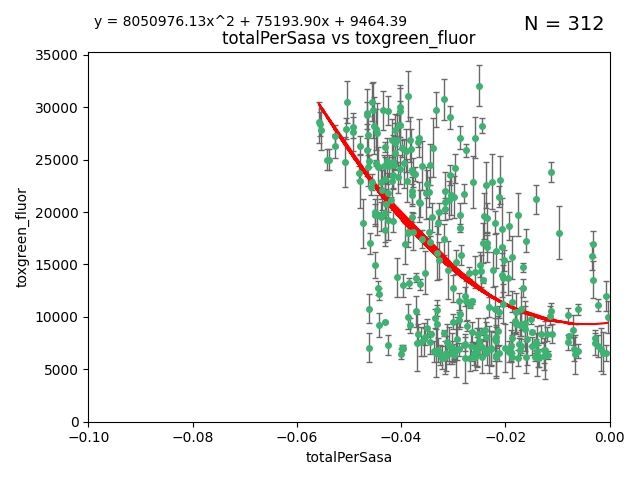 y = 8050976.13x^2 + 75193.90x + 9464.39
N = 312
totalPerSasa vs toxgreen_fluor
35000
30000
25000
20000
15000
10000
5000
0
toxgreen_fluor
−0.10 −0.08 −0.06 −0.04 −0.02 0.00
totalPerSasa